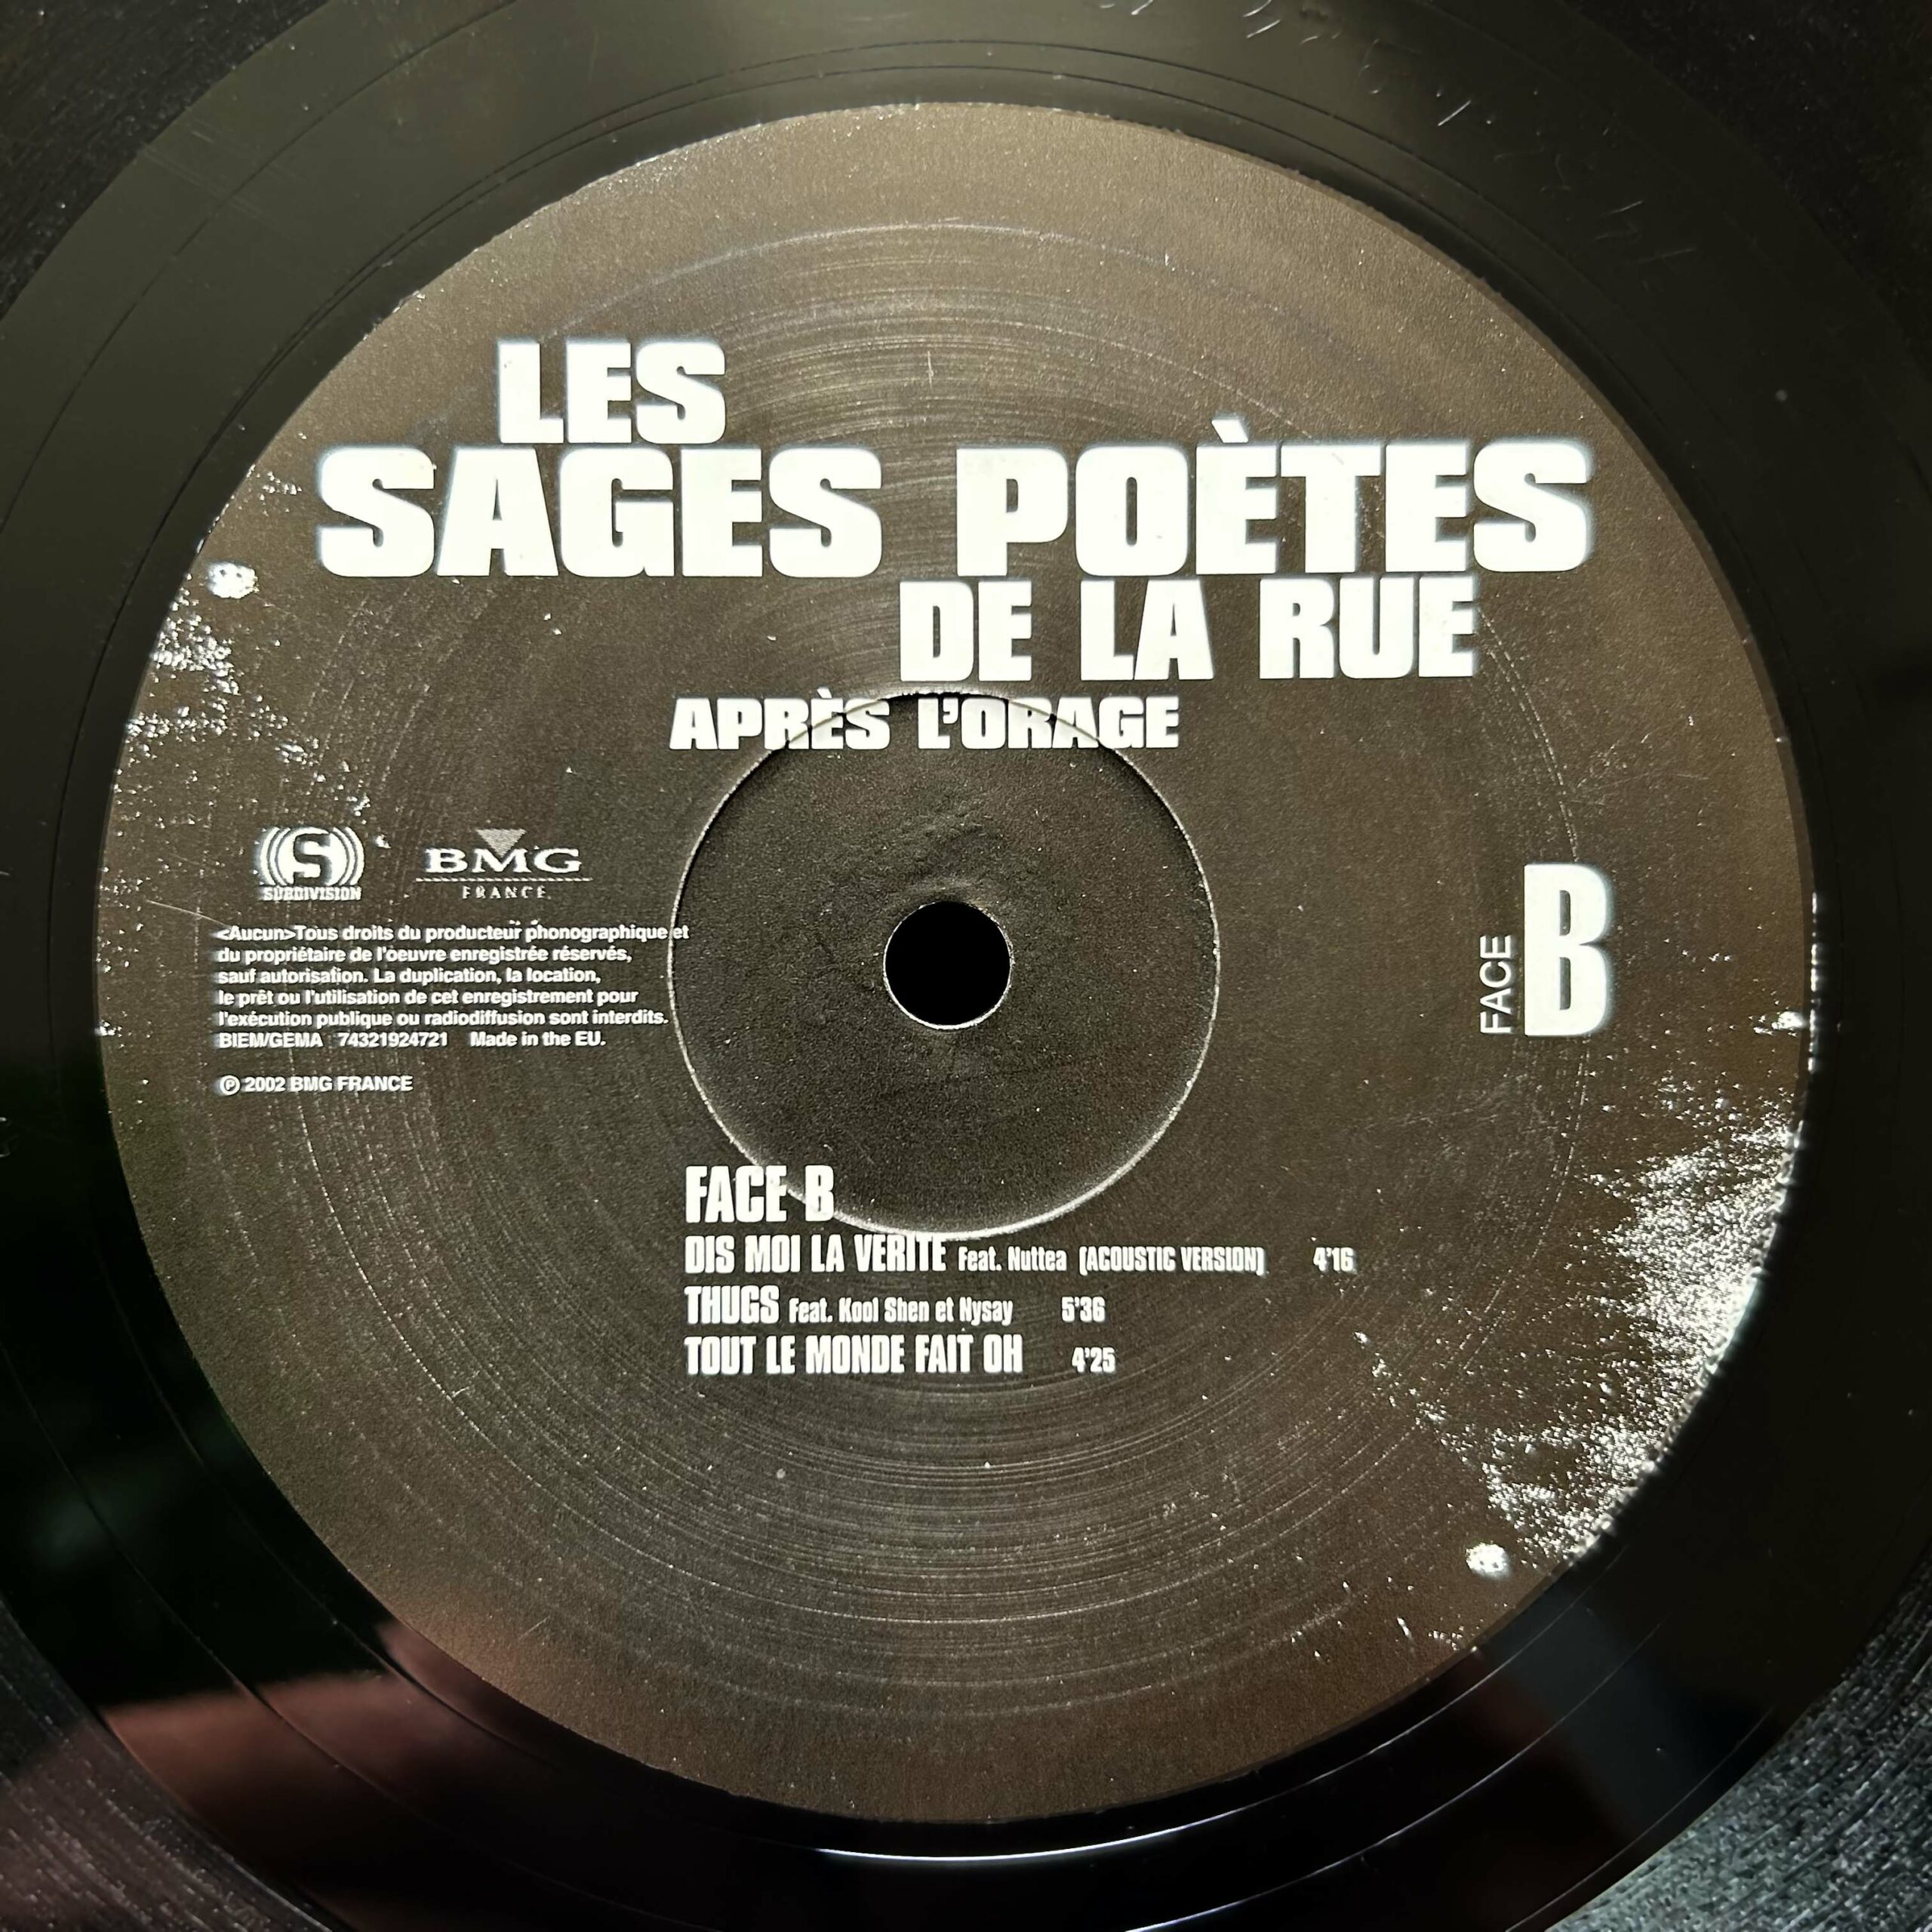 LES
SAGES POÈTES
DE LA RUE
APRÈS L'ORAGE
S
SUBDIVISION
BMG
FRANCE
<Aucun>Tous droits du producteur phonographique et
du propriétaire de l'oeuvre enregistrée réservés,
sauf autorisation. La duplication, la location,
le prêt ou l'utilisation de cet enregistrement pour
l'exécution publique ou radiodiffusion sont interdits.
BIEM/GEMA 74321924721 Made in the EU.
℗ 2002 BMG FRANCE
FACE B
FACE B
DIS MOI LA VERITE Feat. Nuttea (ACOUSTIC VERSION) 4'16
THUGS Feat. Kool Shen et Nysay 5'36
TOUT LE MONDE FAIT OH 4'25